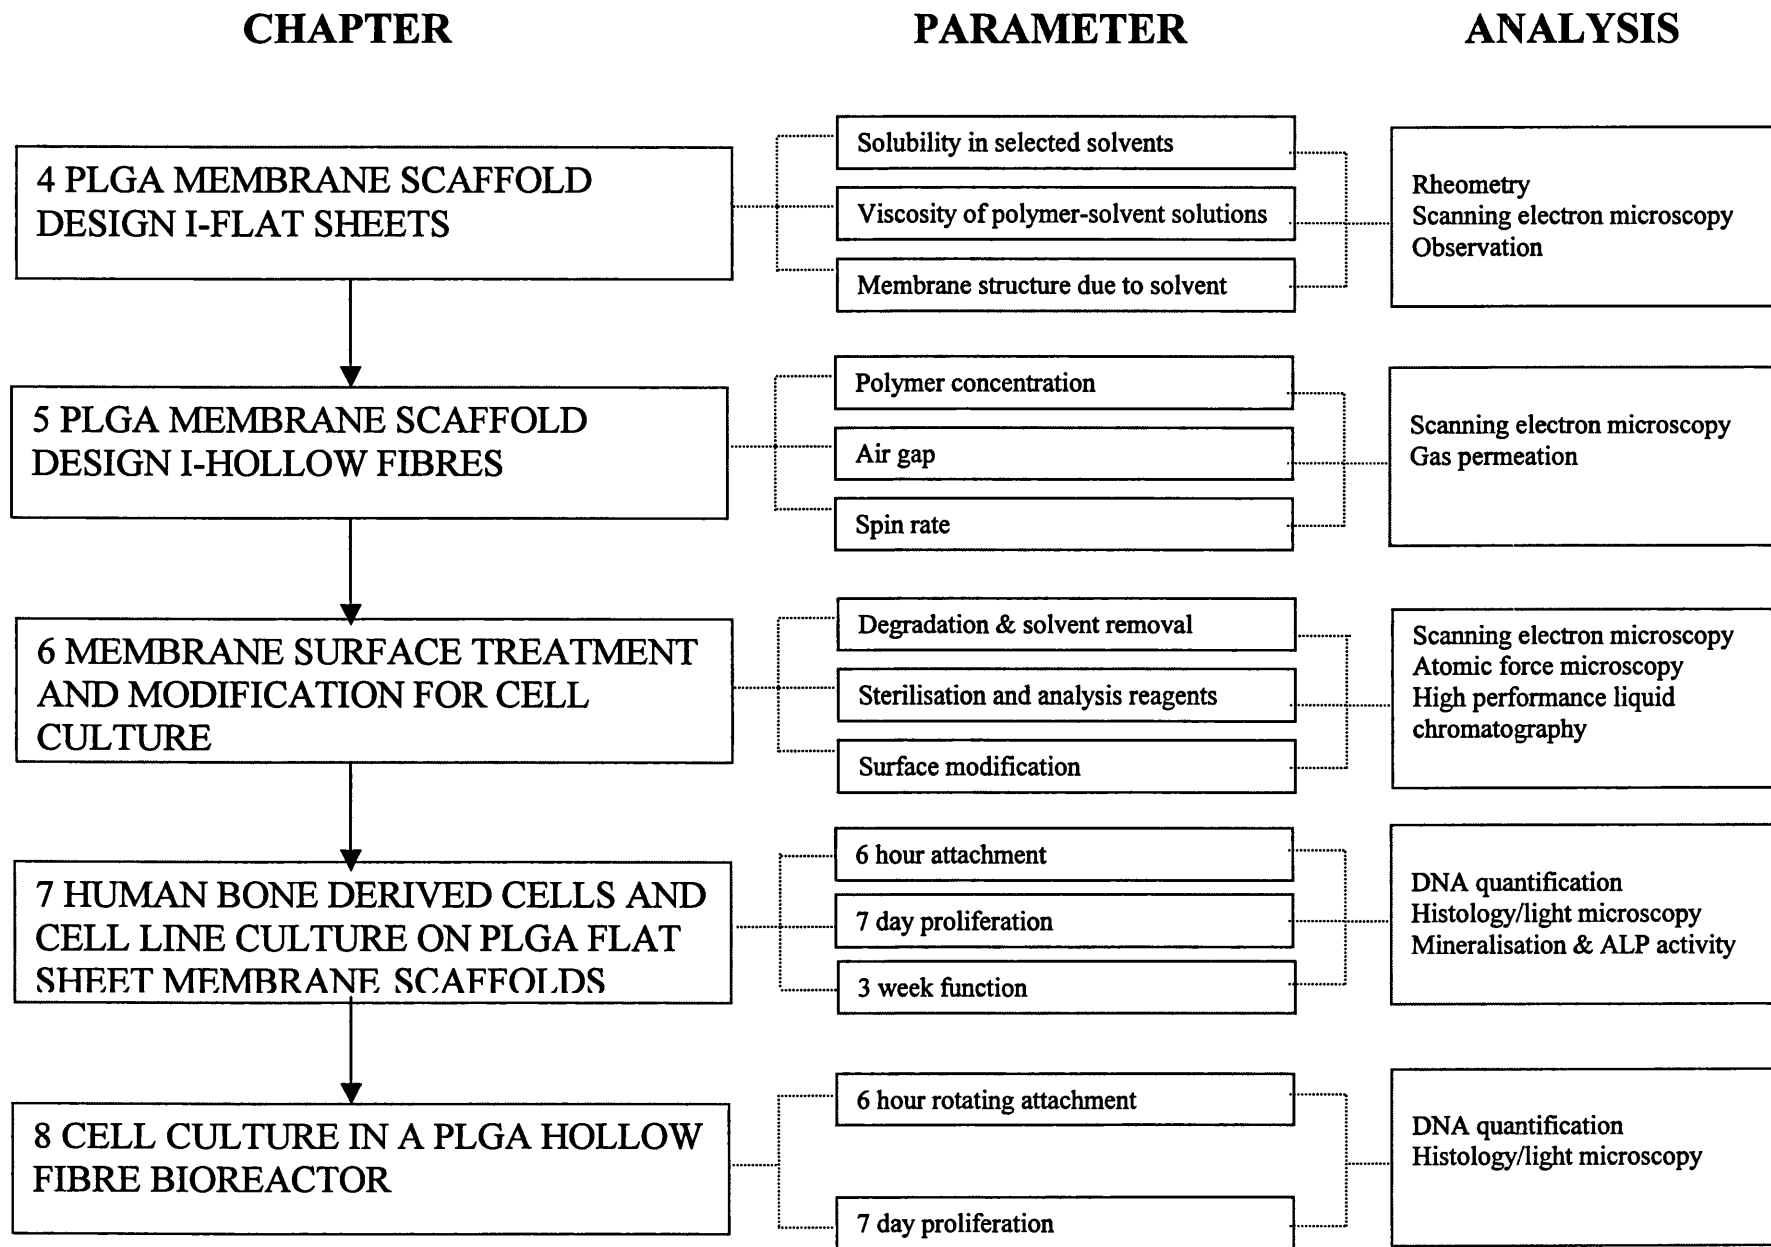 CHAPTER
PARAMETER
ANALYSIS
4 PLGA MEMBRANE SCAFFOLD
DESIGN I-FLAT SHEETS
Solubility in selected solvents
Viscosity of polymer-solvent solutions
Membrane structure due to solvent
Rheometry
Scanning electron microscopy
Observation
5 PLGA MEMBRANE SCAFFOLD
DESIGN I-HOLLOW FIBRES
Polymer concentration
Air gap
Spin rate
Scanning electron microscopy
Gas permeation
6 MEMBRANE SURFACE TREATMENT
AND MODIFICATION FOR CELL
CULTURE
Degradation & solvent removal
Sterilisation and analysis reagents
Surface modification
Scanning electron microscopy
Atomic force microscopy
High performance liquid
chromatography
7 HUMAN BONE DERIVED CELLS AND
CELL LINE CULTURE ON PLGA FLAT
SHEET MEMBRANE SCAFFOLDS
6 hour attachment
7 day proliferation
3 week function
DNA quantification
Histology/light microscopy
Mineralisation & ALP activity
8 CELL CULTURE IN A PLGA HOLLOW
FIBRE BIOREACTOR
6 hour rotating attachment
7 day proliferation
DNA quantification
Histology/light microscopy